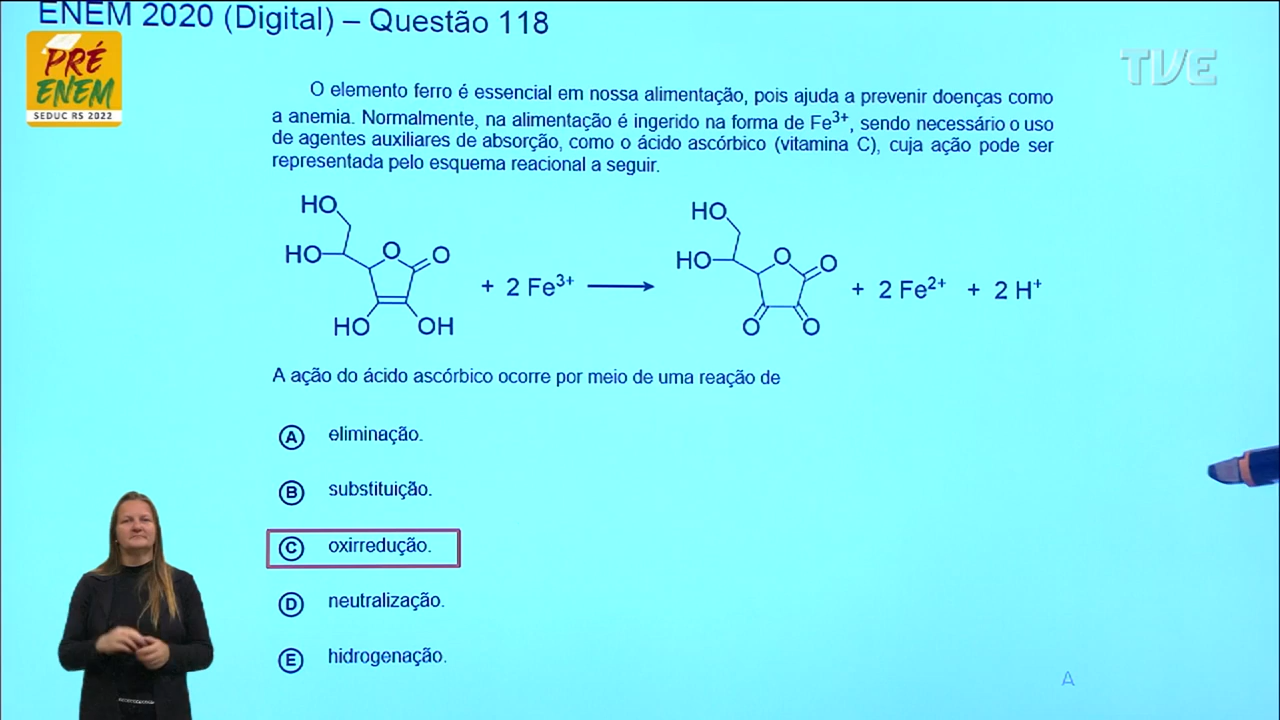 ENEM 2020 (Digital) – Questão 118
PRÉ
ENEM
SEDUC RS 2022
TVE
O elemento ferro é essencial em nossa alimentação, pois ajuda a prevenir doenças como
a anemia. Normalmente, na alimentação é ingerido na forma de Fe³⁺, sendo necessário o uso
de agentes auxiliares de absorção, como o ácido ascórbico (vitamina C), cuja ação pode ser
representada pelo esquema reacional a seguir.
HO
HO
O
O
HO
OH
+ 2 Fe³⁺
HO
HO
O
O
O
O
+ 2 Fe²⁺ + 2 H⁺
A ação do ácido ascórbico ocorre por meio de uma reação de
A eliminação.
B substituição.
C oxirredução.
D neutralização.
E hidrogenação.
A